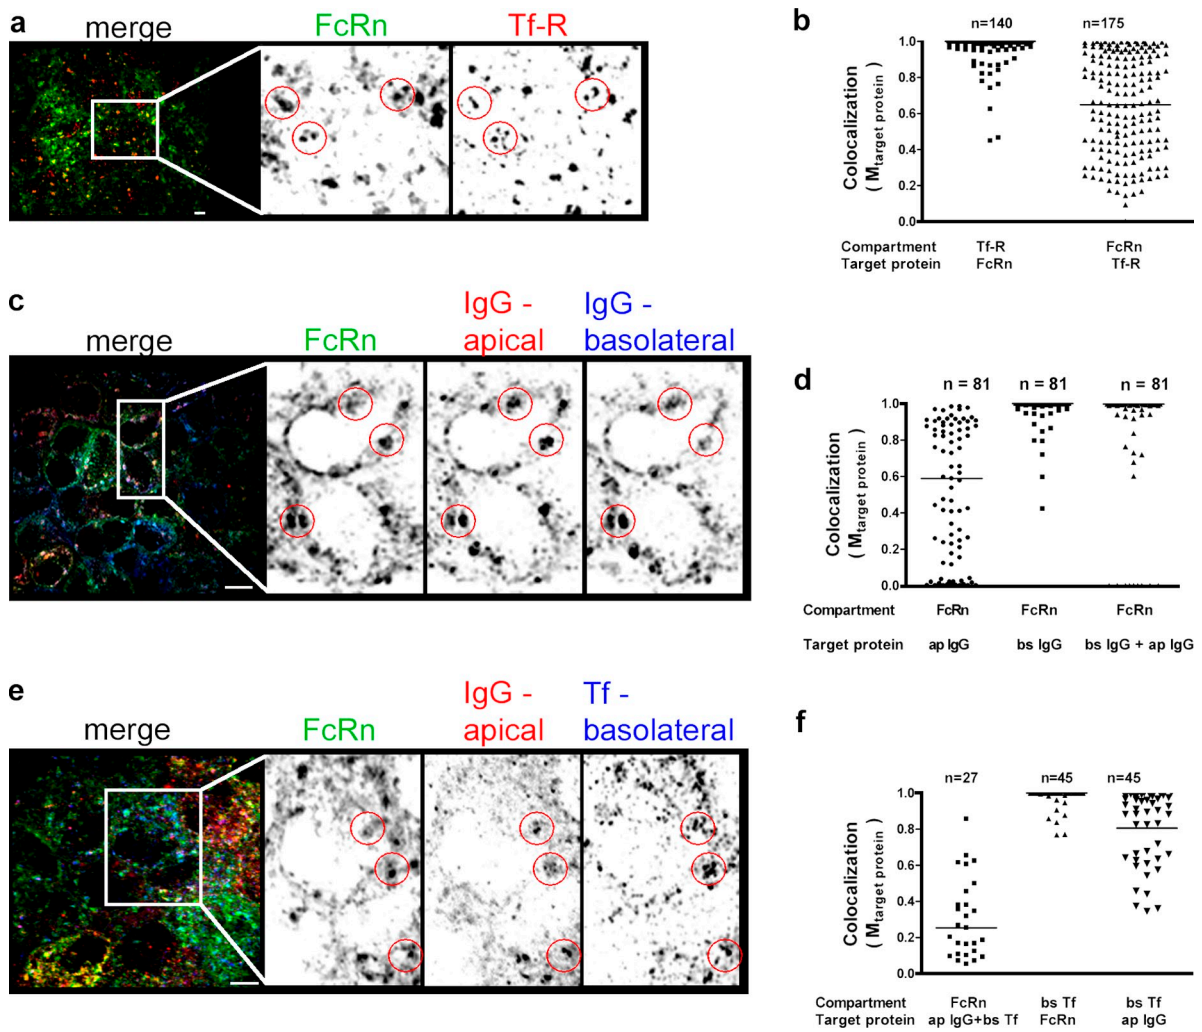 a
merge
FcRn
Tf-R
b
n=140
n=175
Colocalization
( M target protein )
1.0
0.8
0.6
0.4
0.2
0.0
Compartment Tf-R FcRn
Target protein FcRn Tf-R
c
merge
FcRn
IgG -
apical
IgG -
basolateral
d
n = 81
n = 81
n = 81
Colocalization
( M target protein )
1.0
0.8
0.6
0.4
0.2
0.0
Compartment FcRn FcRn FcRn
Target protein ap IgG bs IgG bs IgG + ap IgG
e
merge
FcRn
IgG -
apical
Tf -
basolateral
f
n=27
n=45
n=45
Colocalization
( M target protein )
1.0
0.8
0.6
0.4
0.2
0.0
Compartment FcRn bs Tf bs Tf
Target protein ap IgG+bs Tf FcRn ap IgG